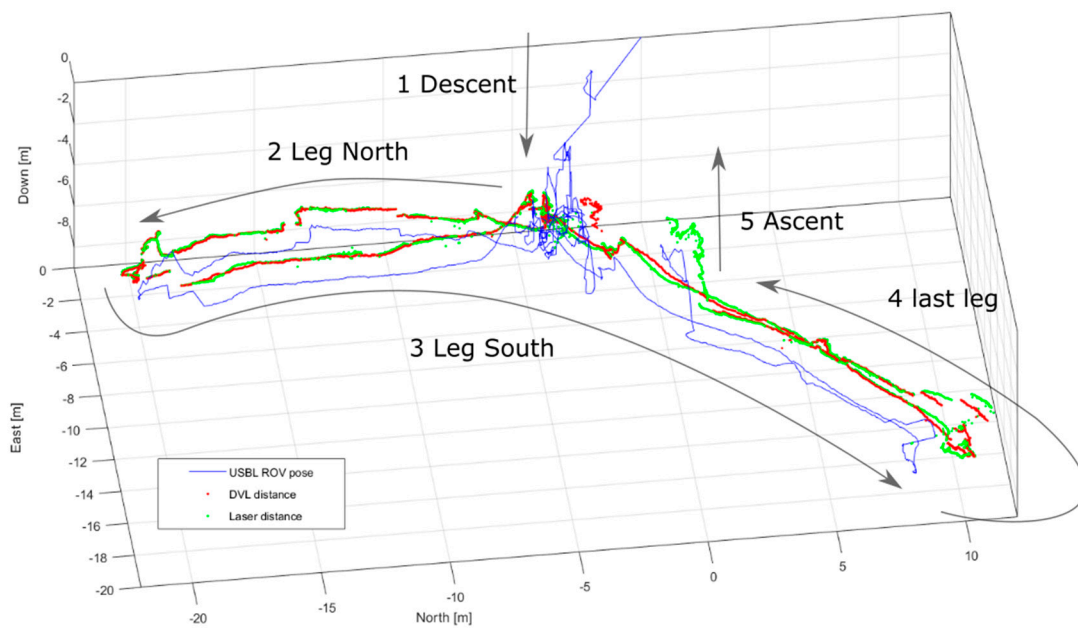 0
-2
-4
-6
-8
Down [m]
1 Descent
2 Leg North
5 Ascent
4 last leg
3 Leg South
0
-2
-4
-6
-8
-10
-12
-14
-16
-18
-20
East [m]
USBL ROV pose
DVL distance
Laser distance
-20
-15
-10
-5
0
5
10
North [m]